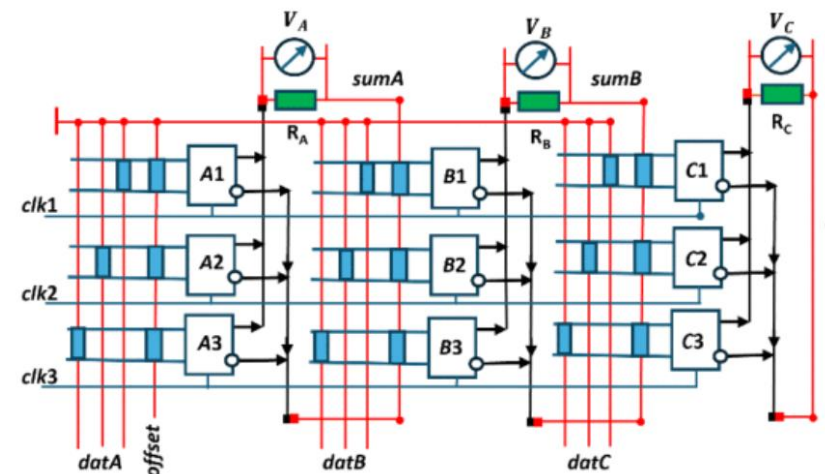 V_A
V_B
V_C
sumA
sumB
R_A
R_B
R_C
A1
B1
C1
clk1
A2
B2
C2
clk2
A3
B3
C3
clk3
datA
offset
datB
datC